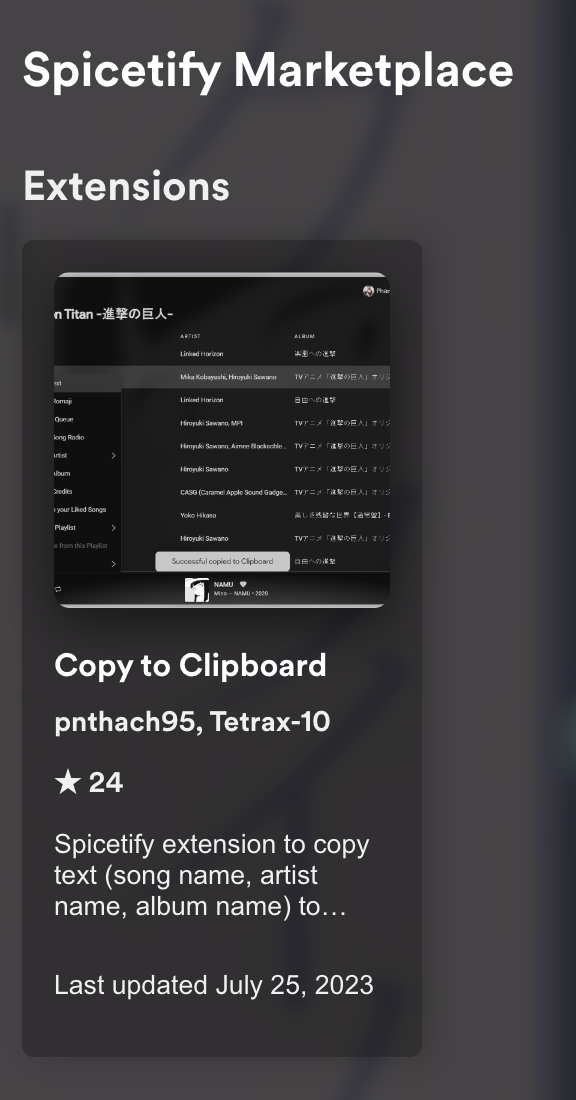 Spicetify Marketplace
Extensions
on Titan -進撃の巨人-
ARTIST ALBUM
Linked Horizon 楽園への進撃
Mika Kobayashi, Hiroyuki Sawano TVアニメ「進撃の巨人」オリジ
Linked Horizon 自由への進撃
Hiroyuki Sawano, MPI TVアニメ「進撃の巨人」オリジ
Hiroyuki Sawano, Aimee Blackschle... TVアニメ「進撃の巨人」オリジ
Hiroyuki Sawano TVアニメ「進撃の巨人」オリジ
CASG (Caramel Apple Sound Gadge... TVアニメ「進撃の巨人」オリジ
Yoko Hikasa 美しき残酷な世界【通常盤】- E
Hiroyuki Sawano TVアニメ「進撃の巨人」オリジ
自由への進撃
ext
Romaji
Queue
Song Radio
Artist
Album
Credits
your Liked Songs
Playlist
from this Playlist
Successful copied to Clipboard
NAMU
Mino — NAMU • 2020
Copy to Clipboard
pnthach95, Tetrax-10
★ 24
Spicetify extension to copy
text (song name, artist
name, album name) to…
Last updated July 25, 2023